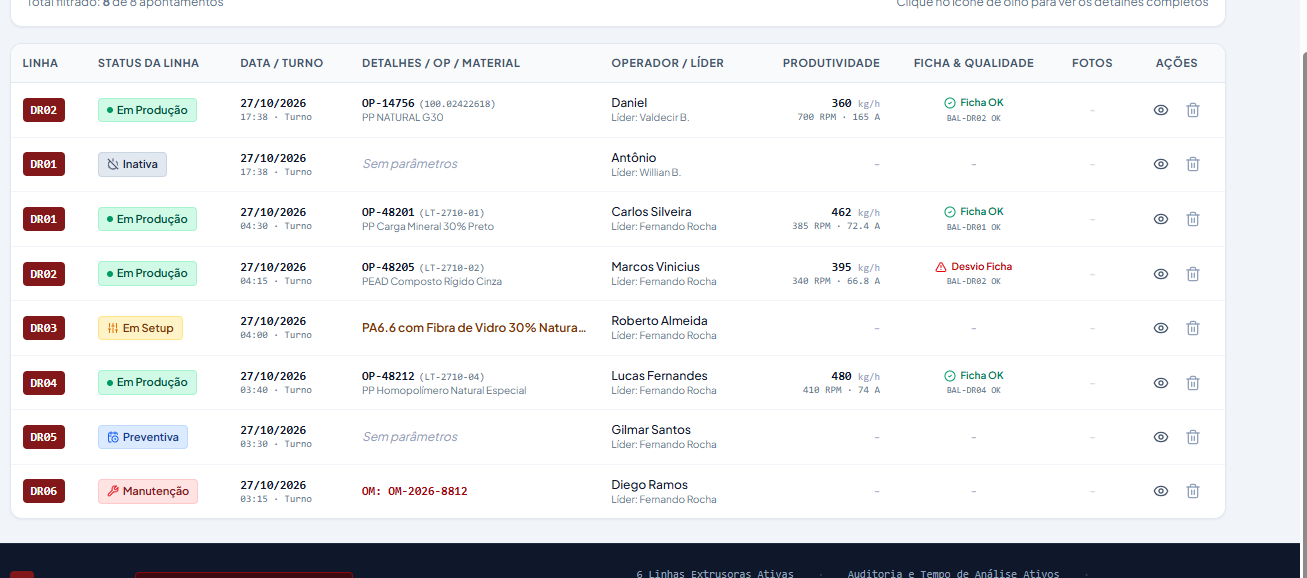 Total filtrado: 8 de 8 apontamentos
Clique no ícone de olho para ver os detalhes completos
LINHA STATUS DA LINHA DATA / TURNO DETALHES / OP / MATERIAL OPERADOR / LÍDER PRODUTIVIDADE FICHA & QUALIDADE FOTOS AÇÕES
DR02 Em Produção 27/10/2026 OP-14756 (100.02422618) Daniel 360 kg/h Ficha OK –
17:38 · Turno PP NATURAL G30 Líder: Valdecir B. 700 RPM · 165 A BAL-DR02 OK
DR01 Inativa 27/10/2026 Sem parâmetros Antônio – – –
17:38 · Turno Líder: Willian B.
DR01 Em Produção 27/10/2026 OP-48201 (LT-2710-01) Carlos Silveira 462 kg/h Ficha OK –
04:30 · Turno PP Carga Mineral 30% Preto Líder: Fernando Rocha 385 RPM · 72.4 A BAL-DR01 OK
DR02 Em Produção 27/10/2026 OP-48205 (LT-2710-02) Marcos Vinicius 395 kg/h Desvio Ficha –
04:15 · Turno PEAD Composto Rígido Cinza Líder: Fernando Rocha 340 RPM · 66.8 A BAL-DR02 OK
DR03 Em Setup 27/10/2026 PA6.6 com Fibra de Vidro 30% Natura... Roberto Almeida – – –
04:00 · Turno Líder: Fernando Rocha
DR04 Em Produção 27/10/2026 OP-48212 (LT-2710-04) Lucas Fernandes 480 kg/h Ficha OK –
03:40 · Turno PP Homopolímero Natural Especial Líder: Fernando Rocha 410 RPM · 74 A BAL-DR04 OK
DR05 Preventiva 27/10/2026 Sem parâmetros Gilmar Santos – – –
03:30 · Turno Líder: Fernando Rocha
DR06 Manutenção 27/10/2026 OM: OM-2026-8812 Diego Ramos – – –
03:15 · Turno Líder: Fernando Rocha
6 Linhas Extrusoras Ativas · Auditoria e Tempo de Análise Ativos ·